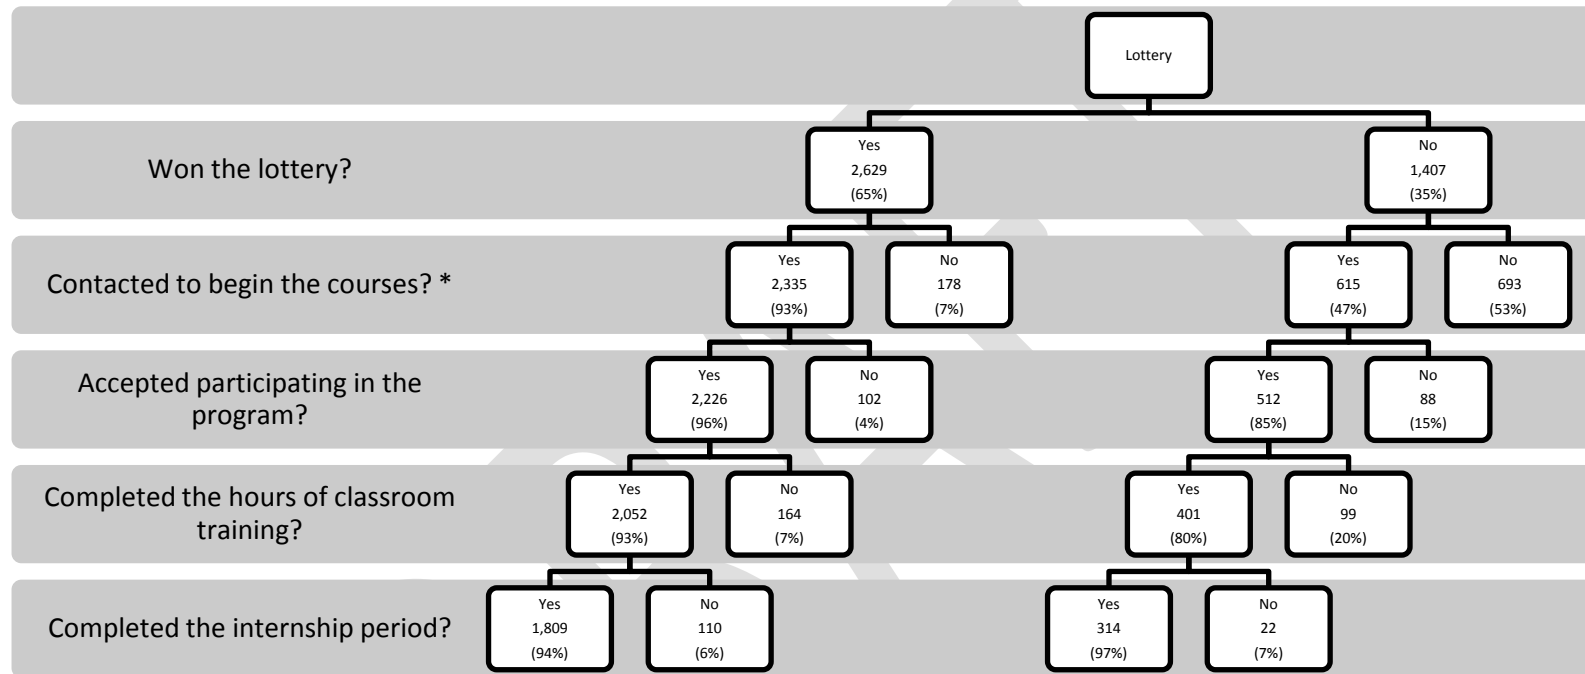 Lottery
Won the lottery?
Yes
2,629
(65%)
No
1,407
(35%)
Contacted to begin the courses? *
Yes
2,335
(93%)
No
178
(7%)
Yes
615
(47%)
No
693
(53%)
Accepted participating in the
program?
Yes
2,226
(96%)
No
102
(4%)
Yes
512
(85%)
No
88
(15%)
Completed the hours of classroom
training?
Yes
2,052
(93%)
No
164
(7%)
Yes
401
(80%)
No
99
(20%)
Completed the internship period?
Yes
1,809
(94%)
No
110
(6%)
Yes
314
(97%)
No
22
(7%)